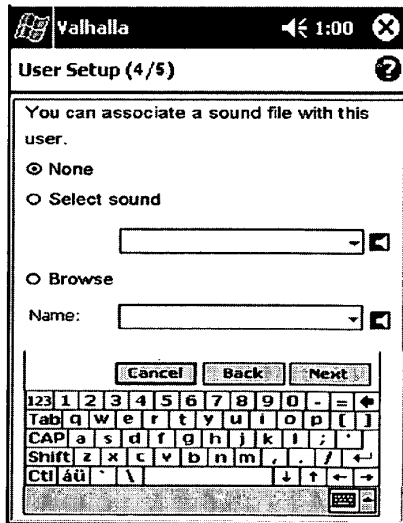 Valhalla 1:00
User Setup (4/5)
You can associate a sound file with this
user.
None
Select sound
Browse
Name:
Cancel Back Next
123 1 2 3 4 5 6 7 8 9 0 - =
Tab q w e r t y u i o p [ ]
CAP a s d f g h j k l ; '
Shift z x c v b n m , . /
Ctl áü ` \